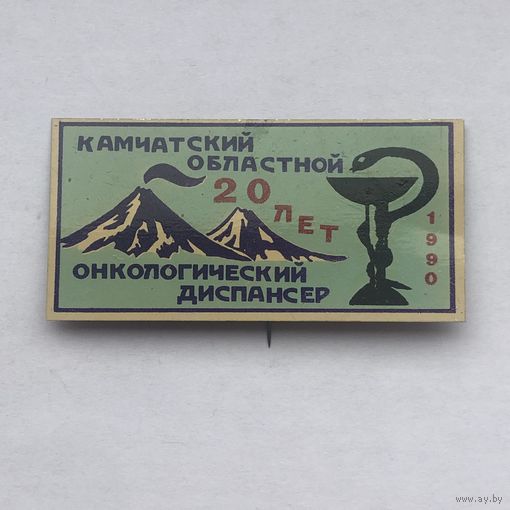 КАМЧАТСКИЙ
ОБЛАСТНОЙ
20
ЛЕТ
ОНКОЛОГИЧЕСКИЙ
ДИСПАНСЕР
1990
www.ay.by